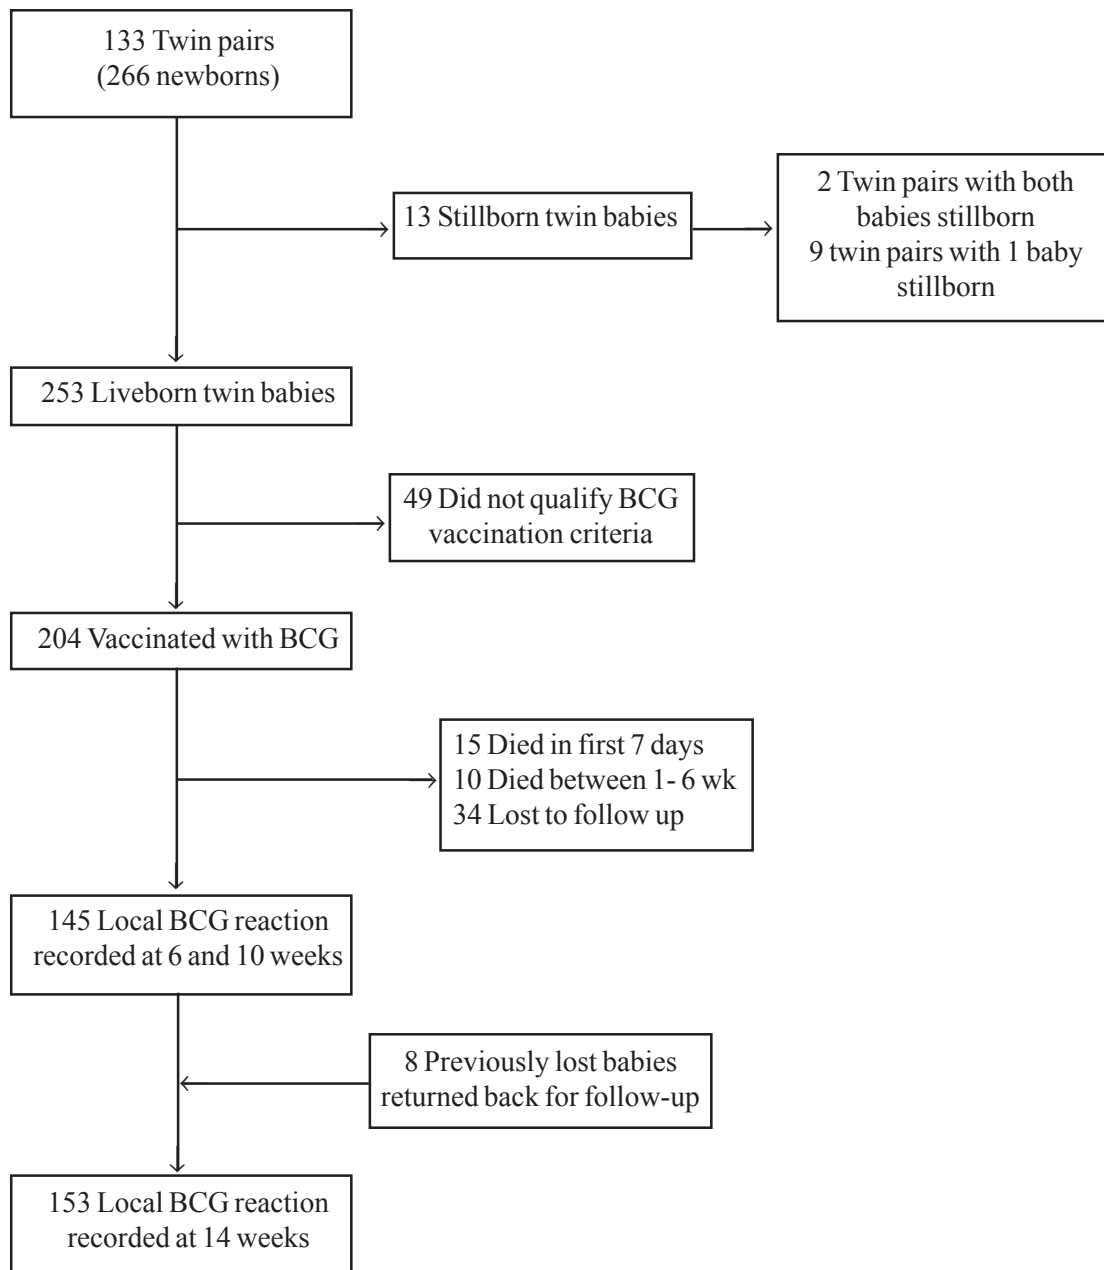 133 Twin pairs
(266 newborns)
13 Stillborn twin babies
2 Twin pairs with both
babies stillborn
9 twin pairs with 1 baby
stillborn
253 Liveborn twin babies
49 Did not qualify BCG
vaccination criteria
204 Vaccinated with BCG
15 Died in first 7 days
10 Died between 1- 6 wk
34 Lost to follow up
145 Local BCG reaction
recorded at 6 and 10 weeks
8 Previously lost babies
returned back for follow-up
153 Local BCG reaction
recorded at 14 weeks